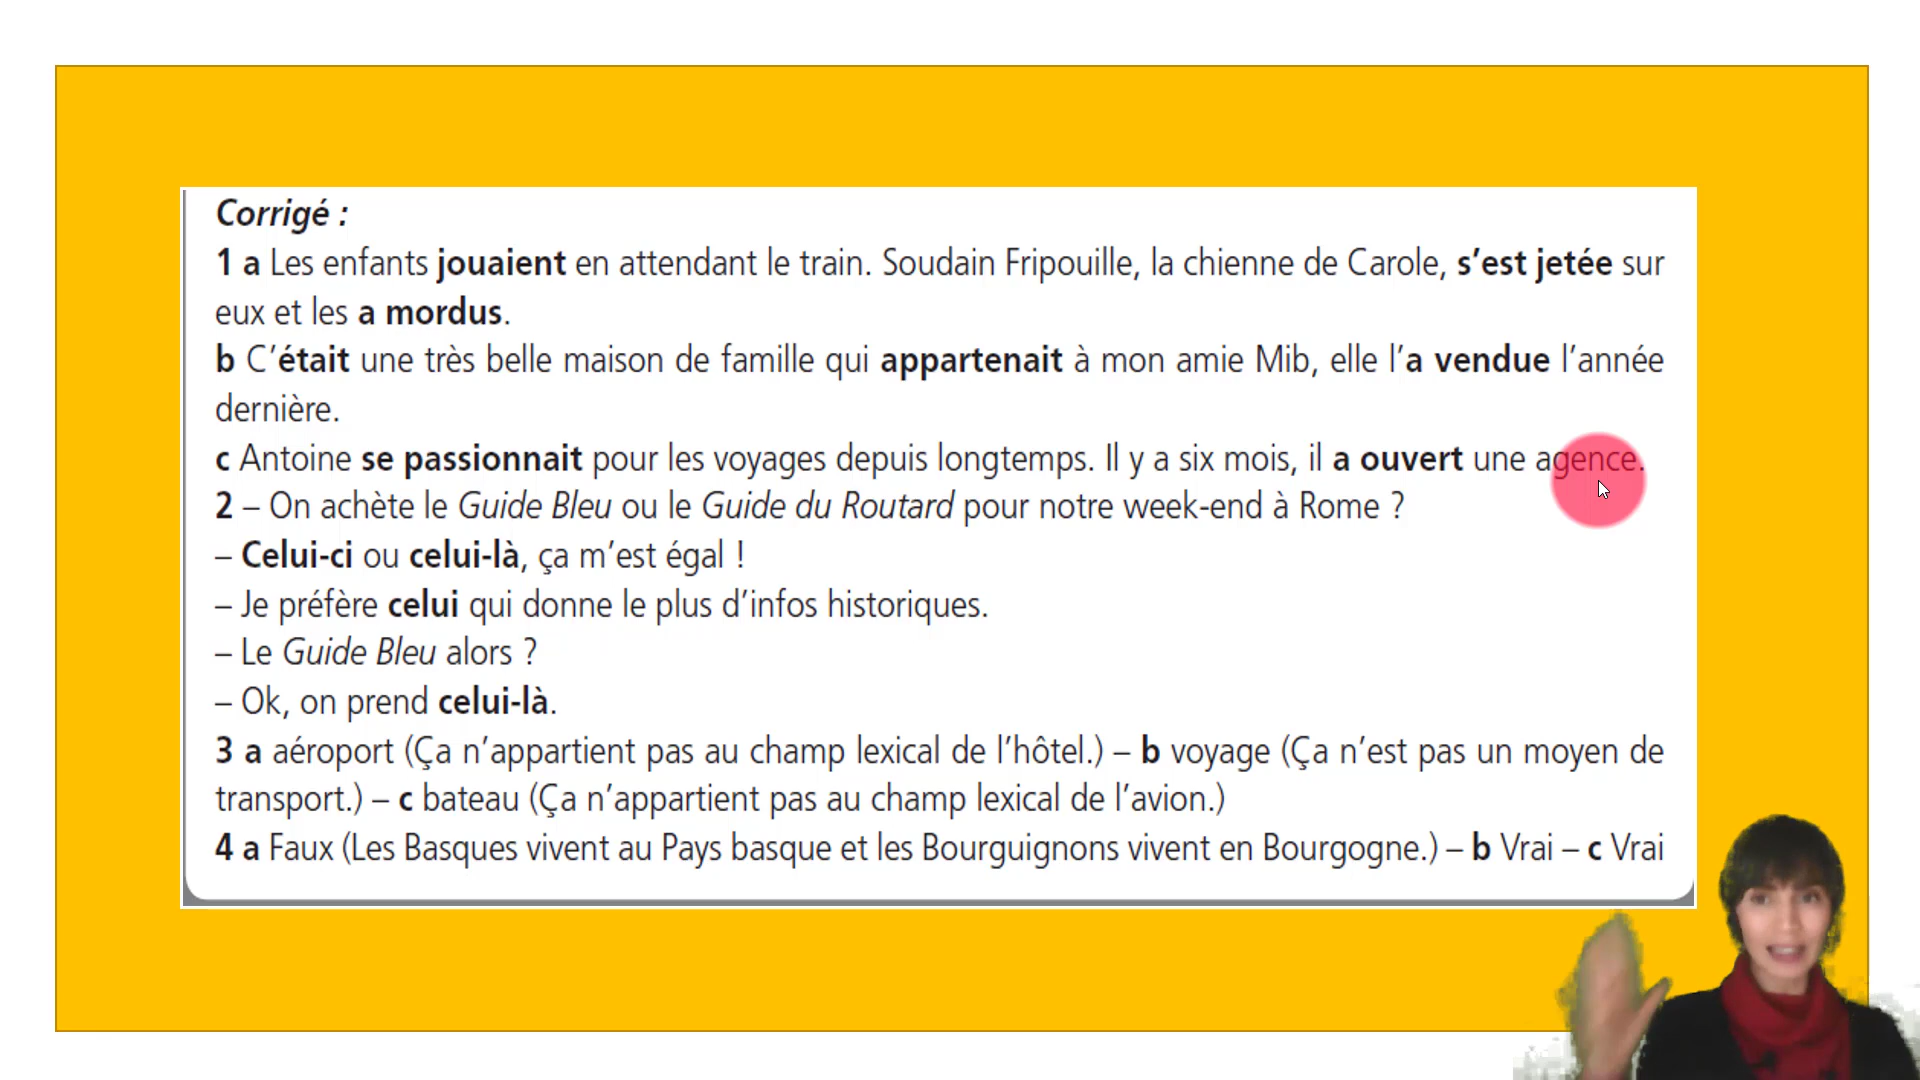 Corrigé :
1 a Les enfants jouaient en attendant le train. Soudain Fripouille, la chienne de Carole, s’est jetée sur
eux et les a mordus.
b C’était une très belle maison de famille qui appartenait à mon amie Mib, elle l’a vendue l’année
dernière.
c Antoine se passionnait pour les voyages depuis longtemps. Il y a six mois, il a ouvert une agence.
2 – On achète le Guide Bleu ou le Guide du Routard pour notre week-end à Rome ?
– Celui-ci ou celui-là, ça m’est égal !
– Je préfère celui qui donne le plus d’infos historiques.
– Le Guide Bleu alors ?
– Ok, on prend celui-là.
3 a aéroport (Ça n’appartient pas au champ lexical de l’hôtel.) – b voyage (Ça n’est pas un moyen de
transport.) – c bateau (Ça n’appartient pas au champ lexical de l’avion.)
4 a Faux (Les Basques vivent au Pays basque et les Bourguignons vivent en Bourgogne.) – b Vrai – c Vrai